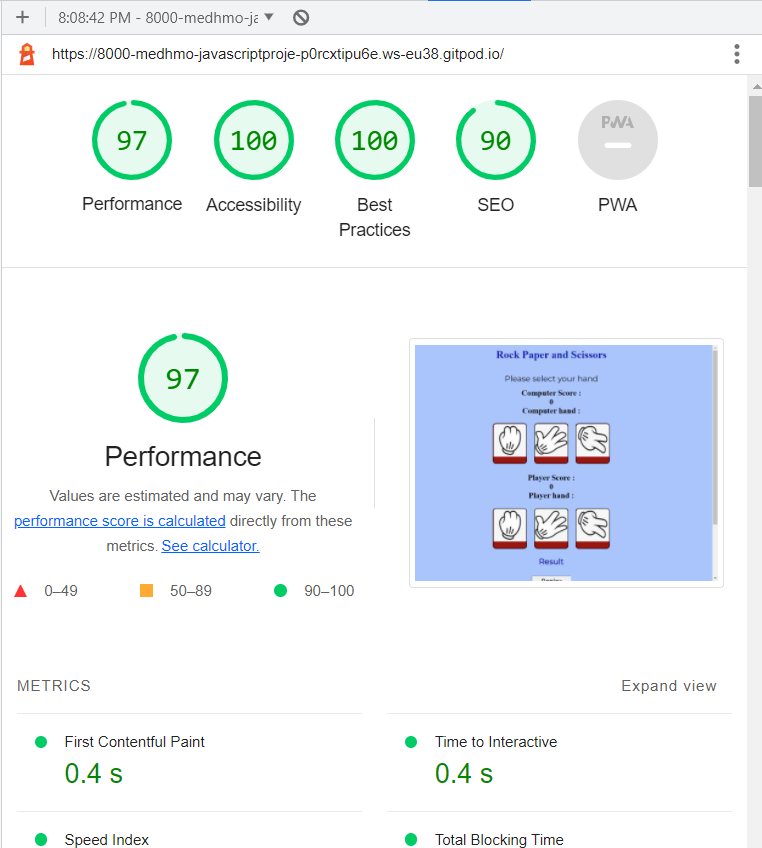 8:08:42 PM - 8000-medhmo-ja
https://8000-medhmo-javascriptproje-p0rcxtipu6e.ws-eu38.gitpod.io/
97 100 100 90 PWA
Performance Accessibility Best Practices SEO PWA
97
Performance
Values are estimated and may vary. The
performance score is calculated directly from these
metrics. See calculator.
0–49 50–89 90–100
Rock Paper and Scissors
Please select your hand
Computer Score :
0
Computer hand :
Player Score :
0
Player hand :
Result
METRICS Expand view
First Contentful Paint Time to Interactive
0.4 s 0.4 s
Speed Index Total Blocking Time